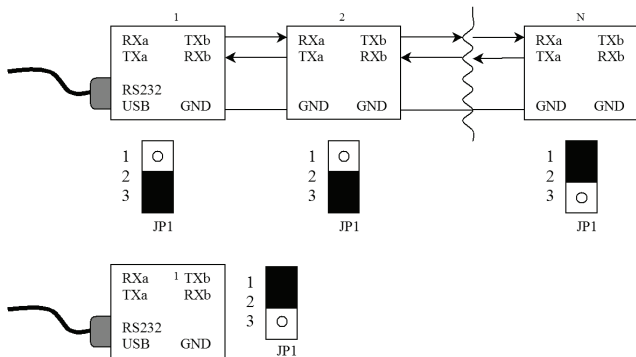 1 2 N
RXa TXb RXa TXb RXa TXb
TXa RXb TXa RXb TXa RXb
RS232
USB GND GND GND GND GND
1 1 1
2 2 2
3 3 3
JP1 JP1 JP1
RXa 1 TXb
TXa RXb
RS232
USB GND
1
2
3
JP1